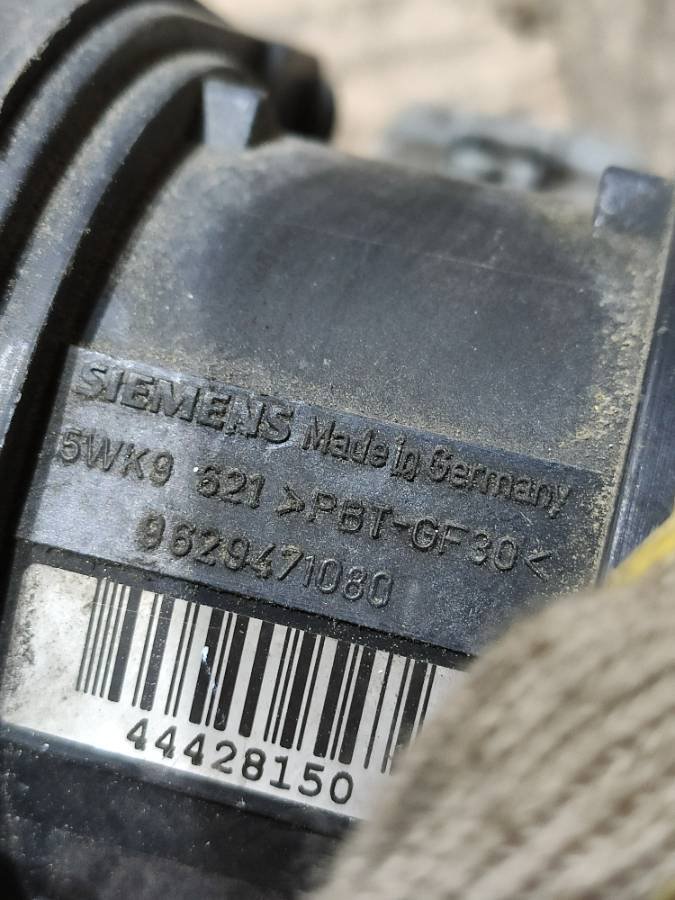 SIEMENS Made in Germany
5WK9 621 >PBT-GF30<
9629471080
44428150